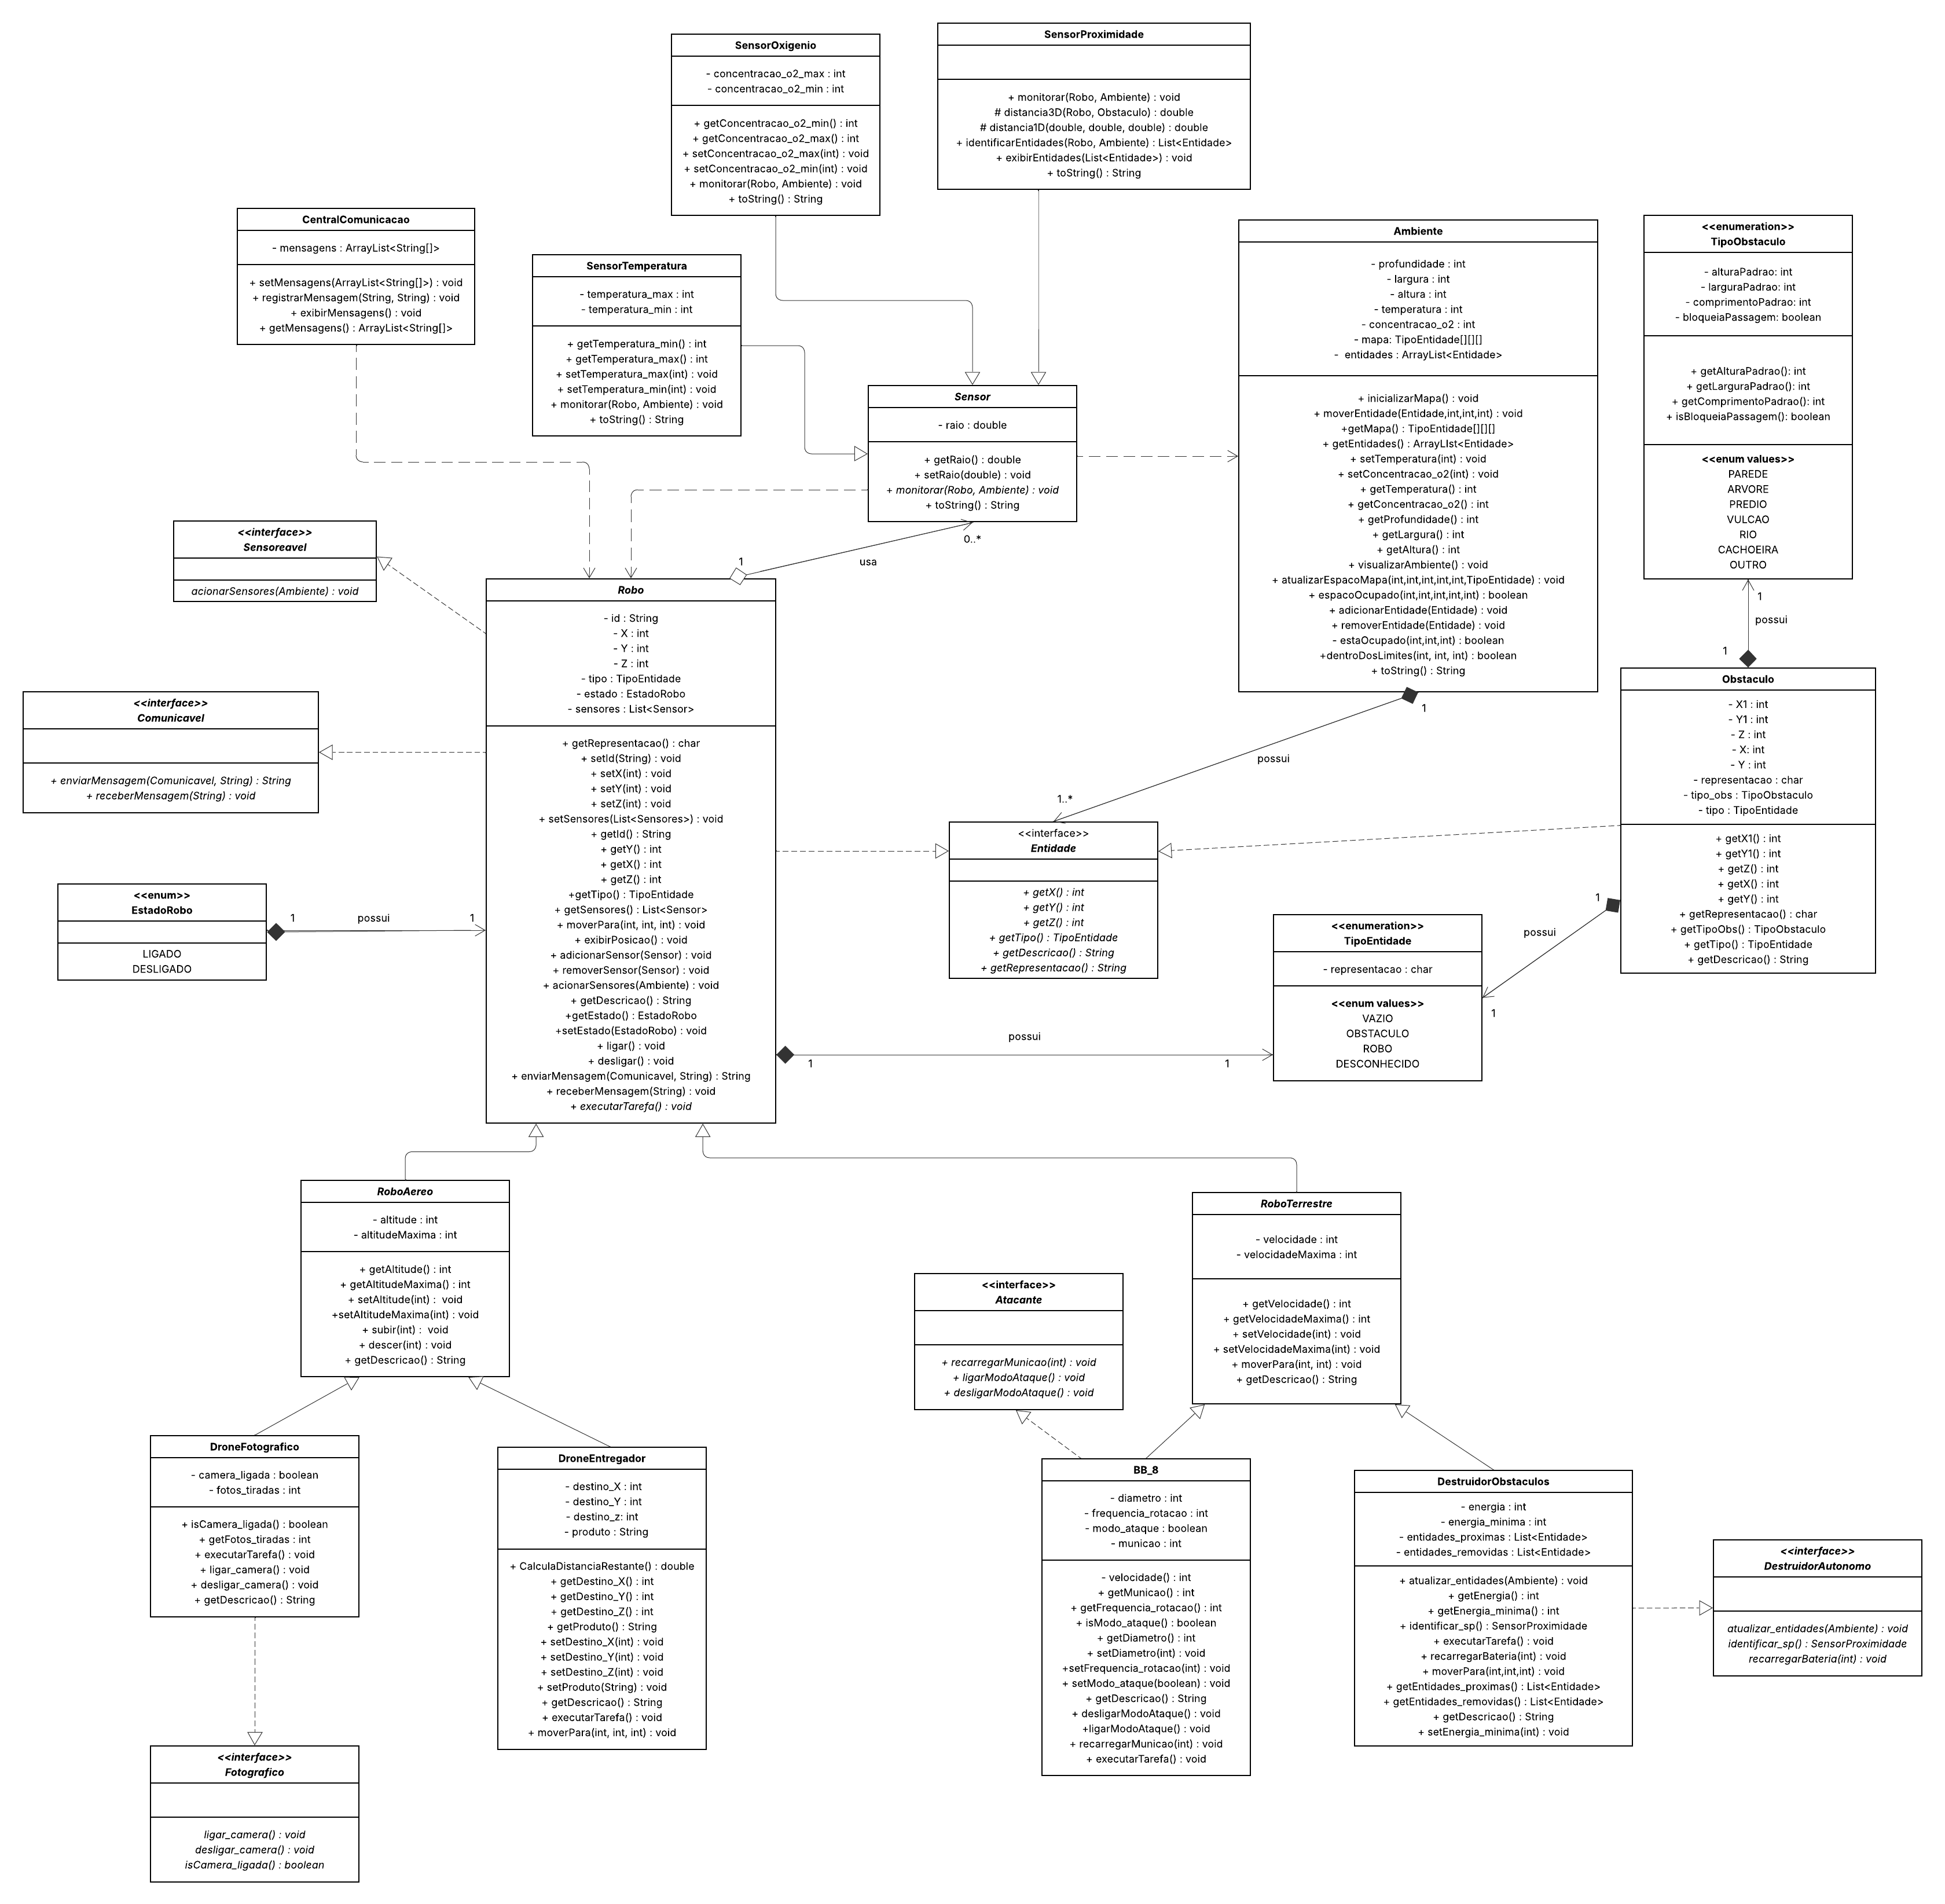 SensorOxigenio
- concentracao_o2_max : int
- concentracao_o2_min : int
+ getConcentracao_o2_min() : int
+ getConcentracao_o2_max() : int
+ setConcentracao_o2_max(int) : void
+ setConcentracao_o2_min(int) : void
+ monitorar(Robo, Ambiente) : void
+ toString() : String
SensorProximidade
+ monitorar(Robo, Ambiente) : void
# distancia3D(Robo, Obstaculo) : double
# distancia1D(double, double, double) : double
+ identificarEntidades(Robo, Ambiente) : List<Entidade>
+ exibirEntidades(List<Entidade>) : void
+ toString() : String
CentralComunicacao
- mensagens : ArrayList<String[]>
+ setMensagens(ArrayList<String[]>) : void
+ registrarMensagem(String, String) : void
+ exibirMensagens() : void
+ getMensagens() : ArrayList<String[]>
SensorTemperatura
- temperatura_max : int
- temperatura_min : int
+ getTemperatura_min() : int
+ getTemperatura_max() : int
+ setTemperatura_max(int) : void
+ setTemperatura_min(int) : void
+ monitorar(Robo, Ambiente) : void
+ toString() : String
Sensor
- raio : double
+ getRaio() : double
+ setRaio(double) : void
+ monitorar(Robo, Ambiente) : void
+ toString() : String
Ambiente
- profundidade : int
- largura : int
- altura : int
- temperatura : int
- concentracao_o2 : int
- mapa: TipoEntidade[][][]
- entidades : ArrayList<Entidade>
+ inicializarMapa() : void
+ moverEntidade(Entidade,int,int,int) : void
+getMapa() : TipoEntidade[][][]
+ getEntidades() : ArrayLIst<Entidade>
+ setTemperatura(int) : void
+ setConcentracao_o2(int) : void
+ getTemperatura() : int
+ getConcentracao_o2() : int
+ getProfundidade() : int
+ getLargura() : int
+ getAltura() : int
+ visualizarAmbiente() : void
+ atualizarEspacoMapa(int,int,int,int,int,TipoEntidade) : void
+ espacoOcupado(int,int,int,int,int) : boolean
+ adicionarEntidade(Entidade) : void
+ removerEntidade(Entidade) : void
- estaOcupado(int,int,int) : boolean
+dentroDosLimites(int, int, int) : boolean
+ toString() : String
<<enumeration>>
TipoObstaculo
- alturaPadrao: int
- larguraPadrao: int
- comprimentoPadrao: int
- bloqueiaPassagem: boolean
+ getAlturaPadrao(): int
+ getLarguraPadrao(): int
+ getComprimentoPadrao(): int
+ isBloqueiaPassagem(): boolean
<<enum values>>
PAREDE
ARVORE
PREDIO
VULCAO
RIO
CACHOEIRA
OUTRO
1
possui
1
<<interface>>
Sensoreavel
acionarSensores(Ambiente) : void
1
usa
0..*
<<interface>>
Comunicavel
+ enviarMensagem(Comunicavel, String) : String
+ receberMensagem(String) : void
<<enum>>
EstadoRobo
LIGADO
DESLIGADO
1
possui
1
Robo
- id : String
- X : int
- Y : int
- Z : int
- tipo : TipoEntidade
- estado : EstadoRobo
- sensores : List<Sensor>
+ getRepresentacao() : char
+ setId(String) : void
+ setX(int) : void
+ setY(int) : void
+ setZ(int) : void
+ setSensores(List<Sensores>) : void
+ getId() : String
+ getY() : int
+ getX() : int
+ getZ() : int
+getTipo() : TipoEntidade
+ getSensores() : List<Sensor>
+ moverPara(int, int, int) : void
+ exibirPosicao() : void
+ adicionarSensor(Sensor) : void
+ removerSensor(Sensor) : void
+ acionarSensores(Ambiente) : void
+ getDescricao() : String
+getEstado() : EstadoRobo
+setEstado(EstadoRobo) : void
+ ligar() : void
+ desligar() : void
+ enviarMensagem(Comunicavel, String) : String
+ receberMensagem(String) : void
+ executarTarefa() : void
1
possui
1..*
<<interface>>
Entidade
+ getX() : int
+ getY() : int
+ getZ() : int
+ getTipo() : TipoEntidade
+ getDescricao() : String
+ getRepresentacao() : String
Obstaculo
- X1 : int
- Y1 : int
- Z : int
- X: int
- Y : int
- representacao : char
- tipo_obs : TipoObstaculo
- tipo : TipoEntidade
+ getX1() : int
+ getY1() : int
+ getZ() : int
+ getX() : int
+ getY() : int
+ getRepresentacao() : char
+ getTipoObs() : TipoObstaculo
+ getTipo() : TipoEntidade
+ getDescricao() : String
1
possui
1
<<enumeration>>
TipoEntidade
- representacao : char
<<enum values>>
VAZIO
OBSTACULO
ROBO
DESCONHECIDO
possui
1
1
RoboAereo
- altitude : int
- altitudeMaxima : int
+ getAltitude() : int
+ getAltitudeMaxima() : int
+ setAltitude(int) : void
+setAltitudeMaxima(int) : void
+ subir(int) : void
+ descer(int) : void
+ getDescricao() : String
RoboTerrestre
- velocidade : int
- velocidadeMaxima : int
+ getVelocidade() : int
+ getVelocidadeMaxima() : int
+ setVelocidade(int) : void
+ setVelocidadeMaxima(int) : void
+ moverPara(int, int) : void
+ getDescricao() : String
<<interface>>
Atacante
+ recarregarMunicao(int) : void
+ ligarModoAtaque() : void
+ desligarModoAtaque() : void
DroneFotografico
- camera_ligada : boolean
- fotos_tiradas : int
+ isCamera_ligada() : boolean
+ getFotos_tiradas : int
+ executarTarefa() : void
+ ligar_camera() : void
+ desligar_camera() : void
+ getDescricao() : String
DroneEntregador
- destino_X : int
- destino_Y : int
- destino_z: int
- produto : String
+ CalculaDistanciaRestante() : double
+ getDestino_X() : int
+ getDestino_Y() : int
+ getDestino_Z() : int
+ getProduto() : String
+ setDestino_X(int) : void
+ setDestino_Y(int) : void
+ setDestino_Z(int) : void
+ setProduto(String) : void
+ getDescricao() : String
+ executarTarefa() : void
+ moverPara(int, int, int) : void
BB_8
- diametro : int
- frequencia_rotacao : int
- modo_ataque : boolean
- municao : int
- velocidade() : int
+ getMunicao() : int
+ getFrequencia_rotacao() : int
+ isModo_ataque() : boolean
+ getDiametro() : int
+ setDiametro(int) : void
+setFrequencia_rotacao(int) : void
+ setModo_ataque(boolean) : void
+ getDescricao() : String
+ desligarModoAtaque() : void
+ligarModoAtaque() : void
+ recarregarMunicao(int) : void
+ executarTarefa() : void
DestruidorObstaculos
- energia : int
- energia_minima : int
- entidades_proximas : List<Entidade>
- entidades_removidas : List<Entidade>
+ atualizar_entidades(Ambiente) : void
+ getEnergia() : int
+ getEnergia_minima() : int
+ identificar_sp() : SensorProximidade
+ executarTarefa() : void
+ recarregarBateria(int) : void
+ moverPara(int,int,int) : void
+ getEntidades_proximas() : List<Entidade>
+ getEntidades_removidas() : List<Entidade>
+ getDescricao() : String
+ setEnergia_minima(int) : void
<<interface>>
DestruidorAutonomo
atualizar_entidades(Ambiente) : void
identificar_sp() : SensorProximidade
recarregarBateria(int) : void
<<interface>>
Fotografico
ligar_camera() : void
desligar_camera() : void
isCamera_ligada() : boolean